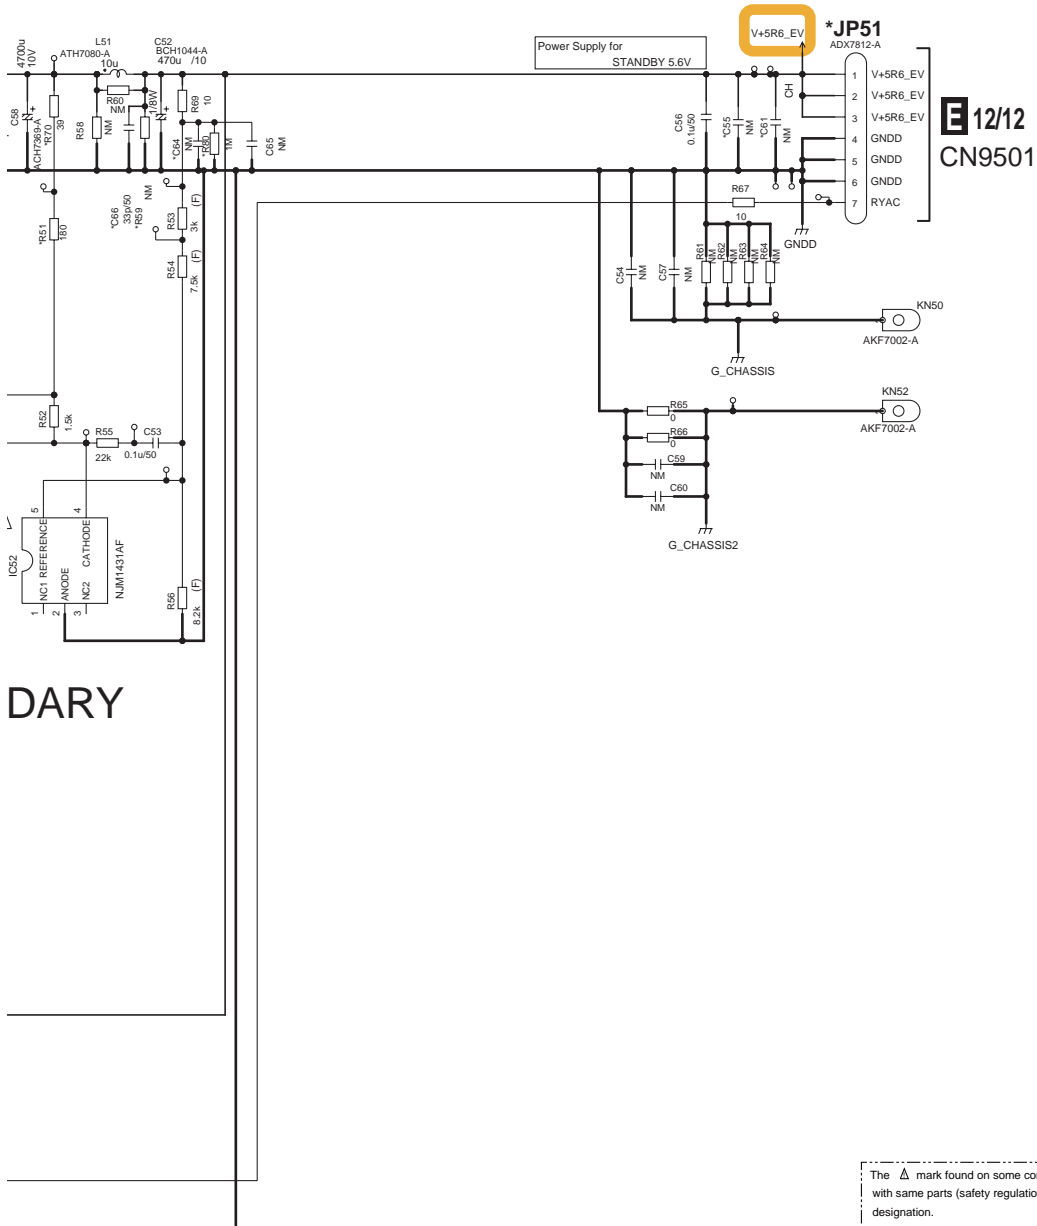 V+5R6_EV
*JP51
ADX7812-A
Power Supply for
STANDBY 5.6V
1 V+5R6_EV
2 V+5R6_EV
3 V+5R6_EV
4 GNDD
5 GNDD
6 GNDD
7 RYAC
E 12/12
CN9501
4700u
10V
C58
ACH7369-A
ATH7080-A
L51
10u
C52
BCH1044-A
470u /10
R60
NM
1/8W
R69
10
*R70
39
R58
NM
*C64
NM
*R80
1M
C65
NM
C56
0.1u/50
*C55
NM
*C61
NM
CH
*R51
180
*C66
33p/50
*R59
NM
R53
3k
(F)
R54
7.5k
(F)
R67
10
GNDD
R61
NM
R62
NM
R63
NM
R64
NM
C54
NM
C57
NM
KN50
AKF7002-A
G_CHASSIS
R52
1.5k
R55
22k
C53
0.1u/50
R65
0
R66
0
C59
NM
C60
NM
KN52
AKF7002-A
G_CHASSIS2
IC52
5
4
REFERENCE
CATHODE
NC1
ANODE
NC2
1
2
3
NJM1431AF
R56
8.2k
(F)
DARY
The ⚠ mark found on some
with same parts (safety
designation.